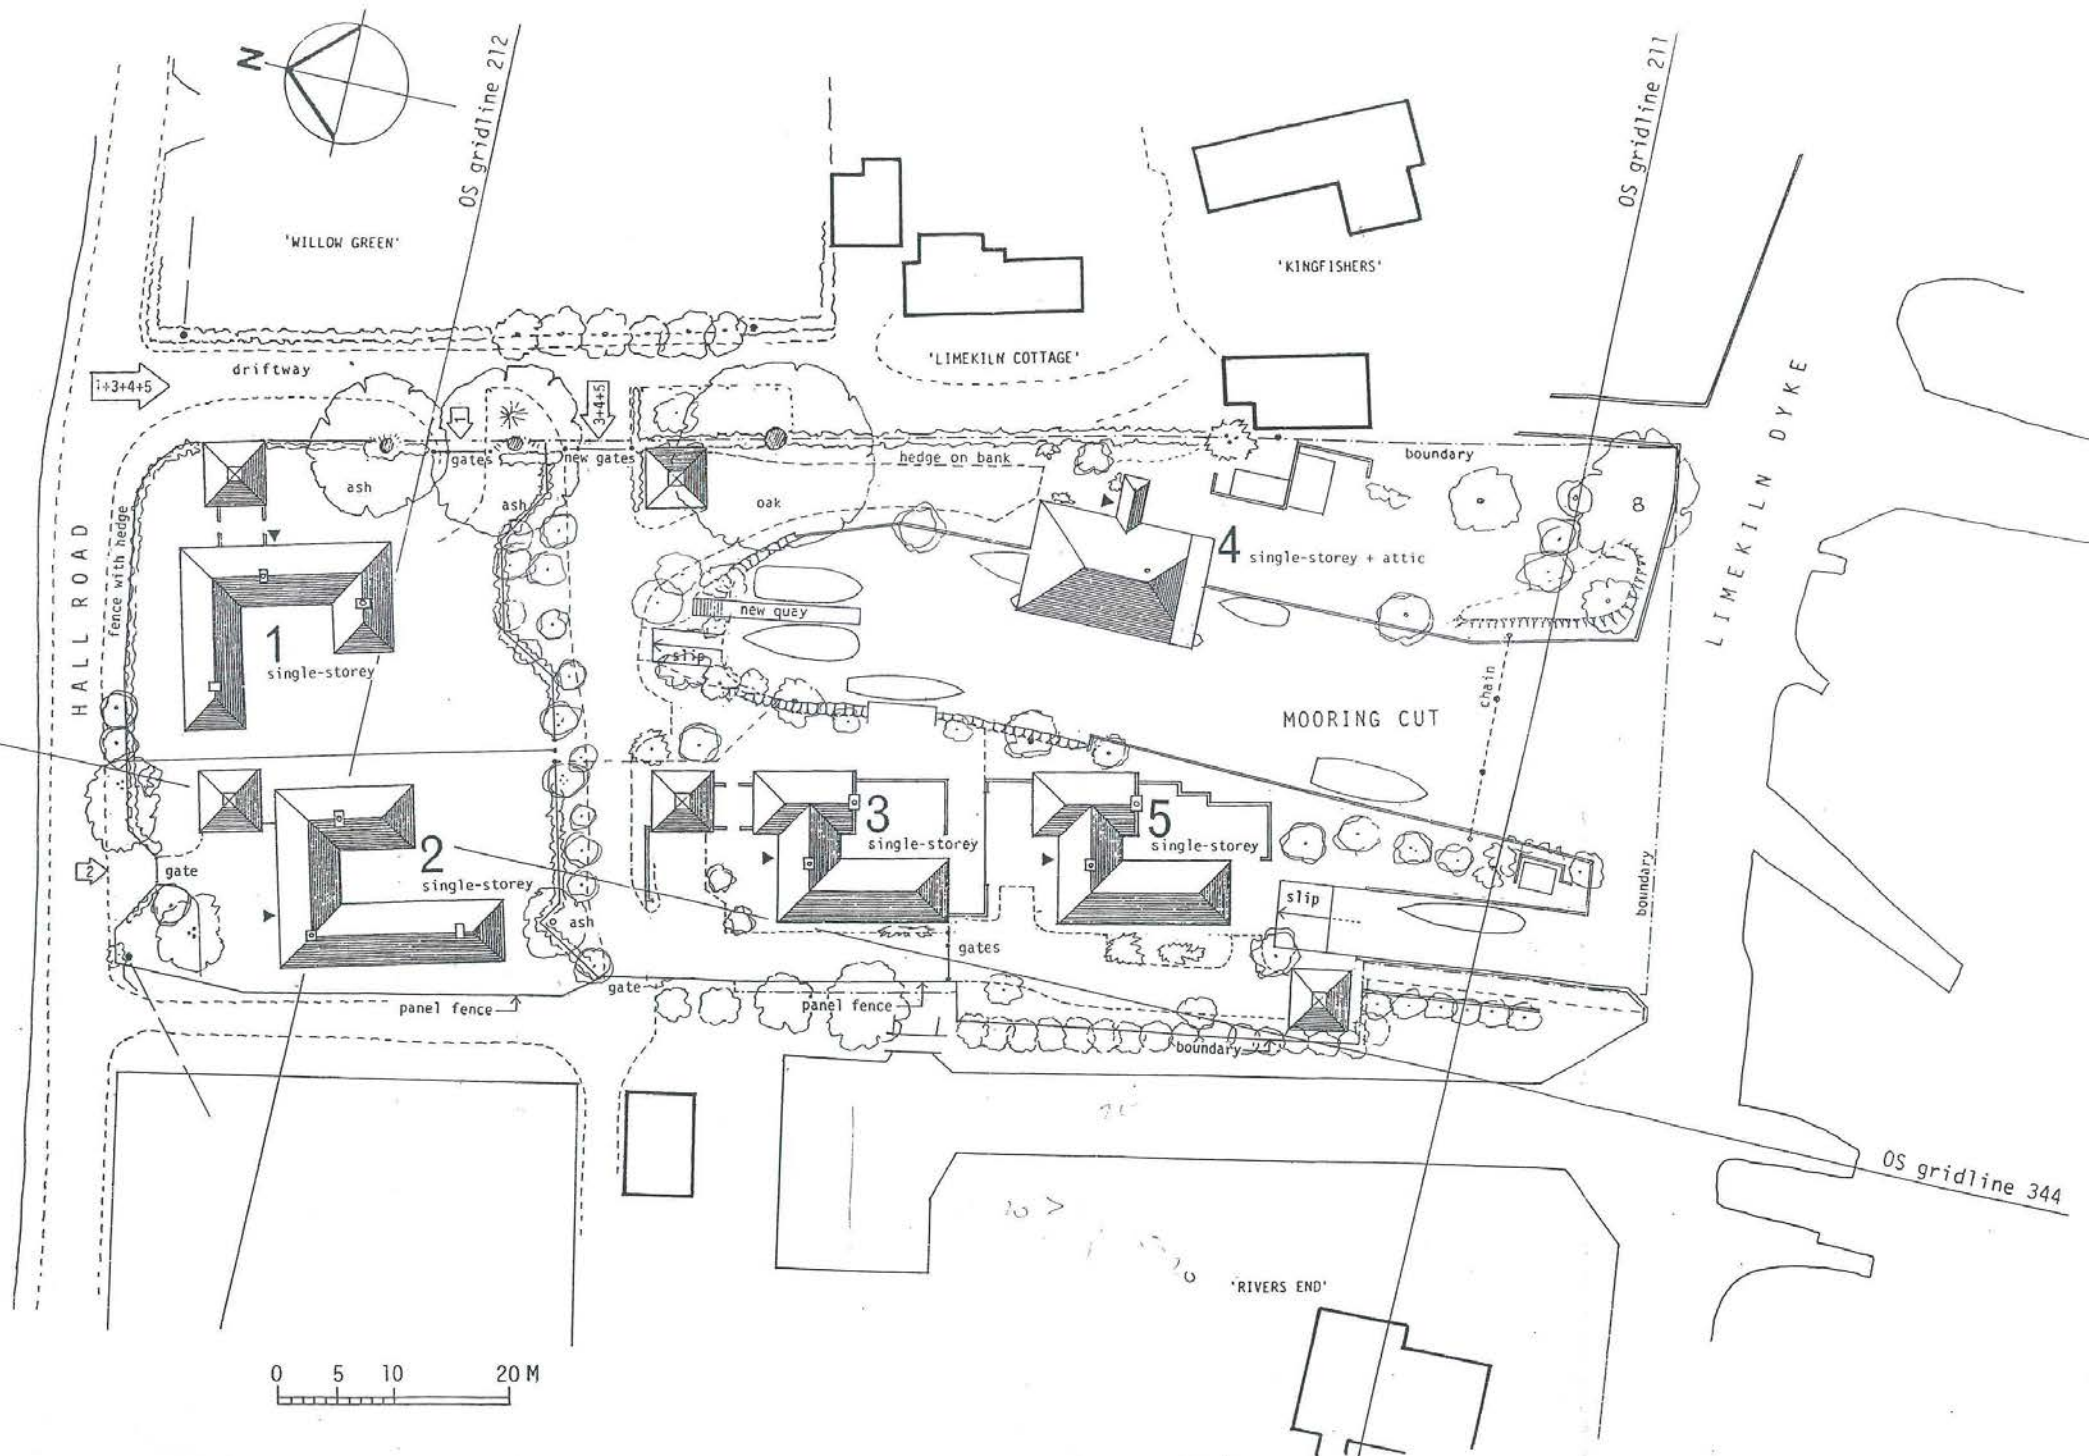 N
OS gridline 212
OS gridline 211
'WILLOW GREEN'
'KINGFISHERS'
'LIMEKILN COTTAGE'
driftway
1+3+4+5
1
3+4+5
gates
new gates
hedge on bank
boundary
ash
ash
oak
HALL ROAD
fence with hedge
LIMEKILN DYKE
4
single-storey + attic
8
new quay
slip
1
single-storey
chain
MOORING CUT
2
single-storey
3
single-storey
5
single-storey
2
gate
ash
slip
boundary
gates
gate
panel fence
panel fence
boundary
OS gridline 344
'RIVERS END'
0 5 10 20 M